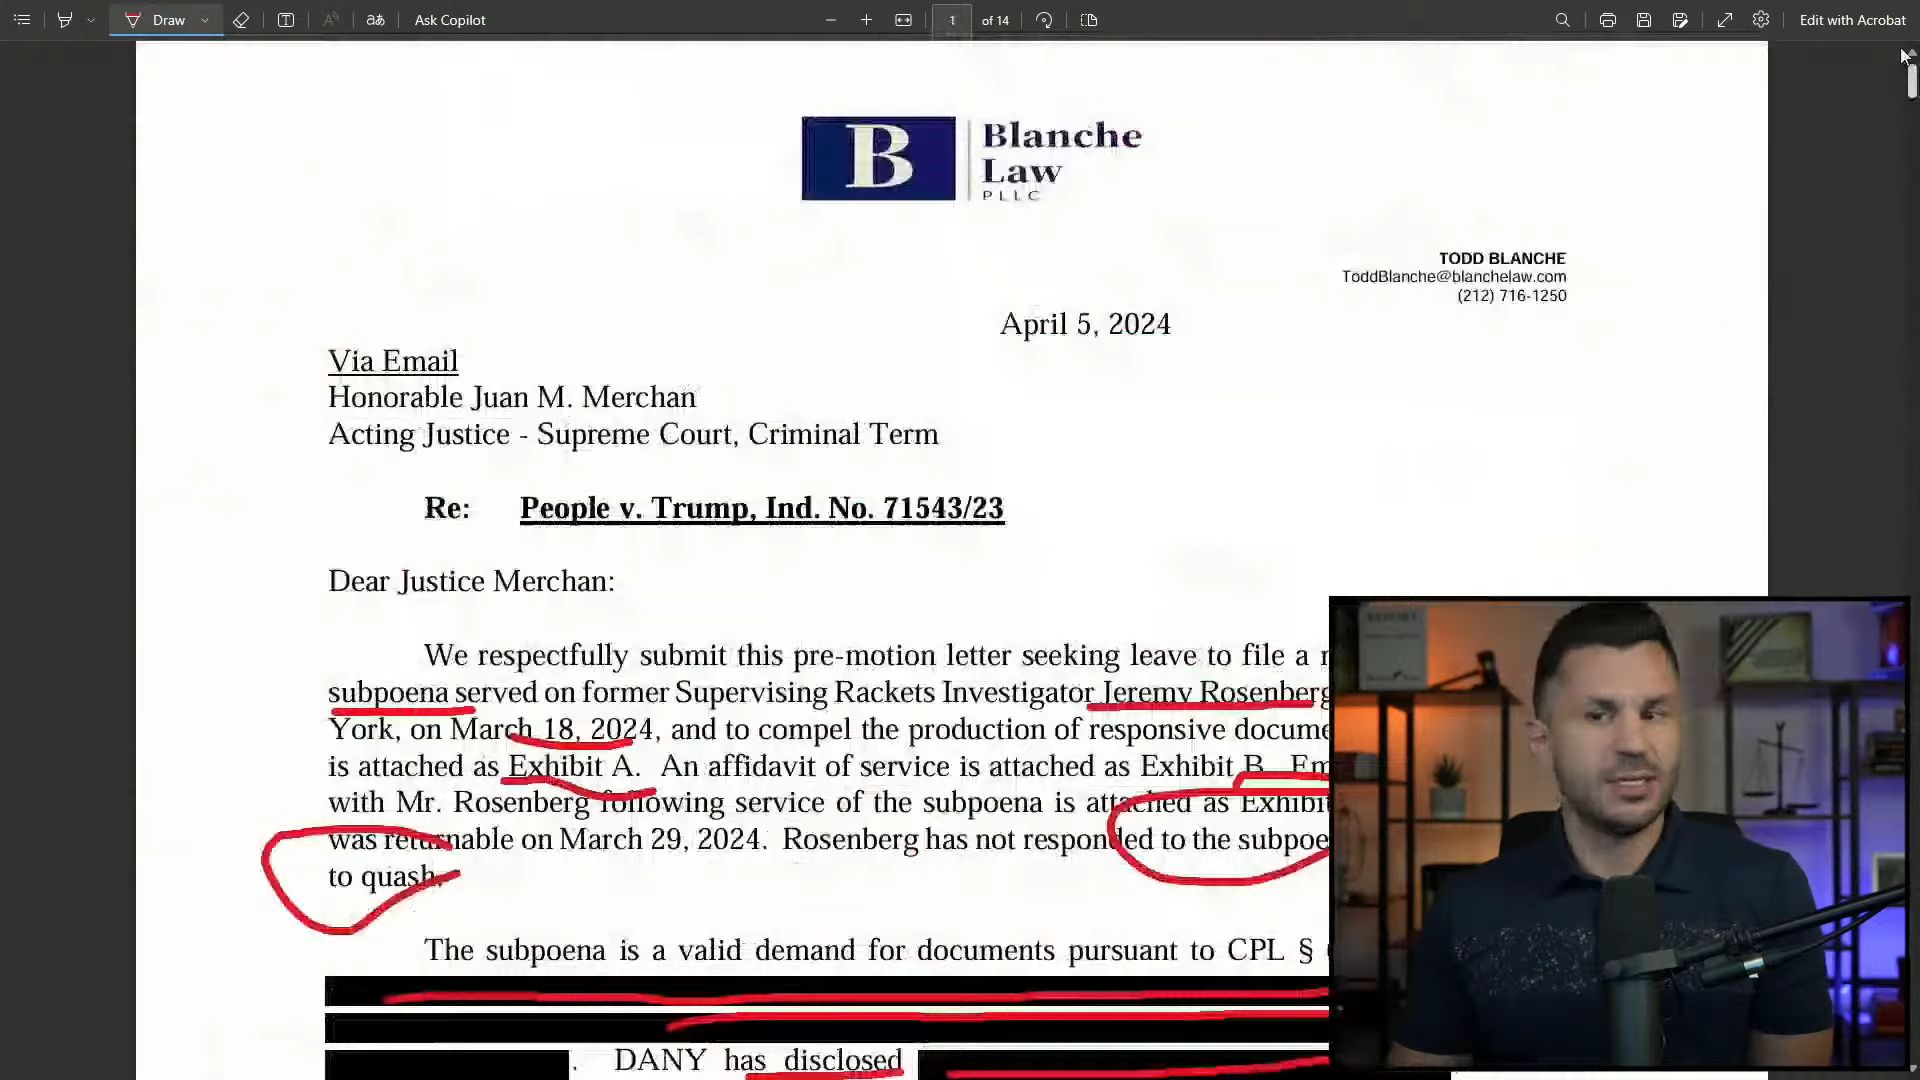 Draw
Ask Copilot
1 of 14
Edit with Acrobat
B Blanche
Law
PLLC
TODD BLANCHE
ToddBlanche@blanchelaw.com
(212) 716-1250
April 5, 2024
Via Email
Honorable Juan M. Merchan
Acting Justice - Supreme Court, Criminal Term
Re: People v. Trump, Ind. No. 71543/23
Dear Justice Merchan:
We respectfully submit this pre-motion letter seeking leave to file a
subpoena served on former Supervising Rackets Investigator Jeremy Rosenberg
York, on March 18, 2024, and to compel the production of responsive
is attached as Exhibit A. An affidavit of service is attached as Exhibit B.
with Mr. Rosenberg following service of the subpoena is attached as
was returnable on March 29, 2024. Rosenberg has not responded to the
to quash.
The subpoena is a valid demand for documents pursuant to CPL §
. DANY has disclosed